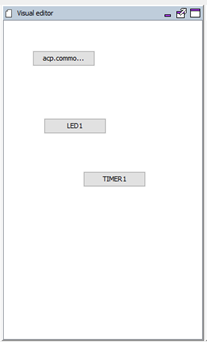 Visual editor
acp.commo...
LED1
TIMER1